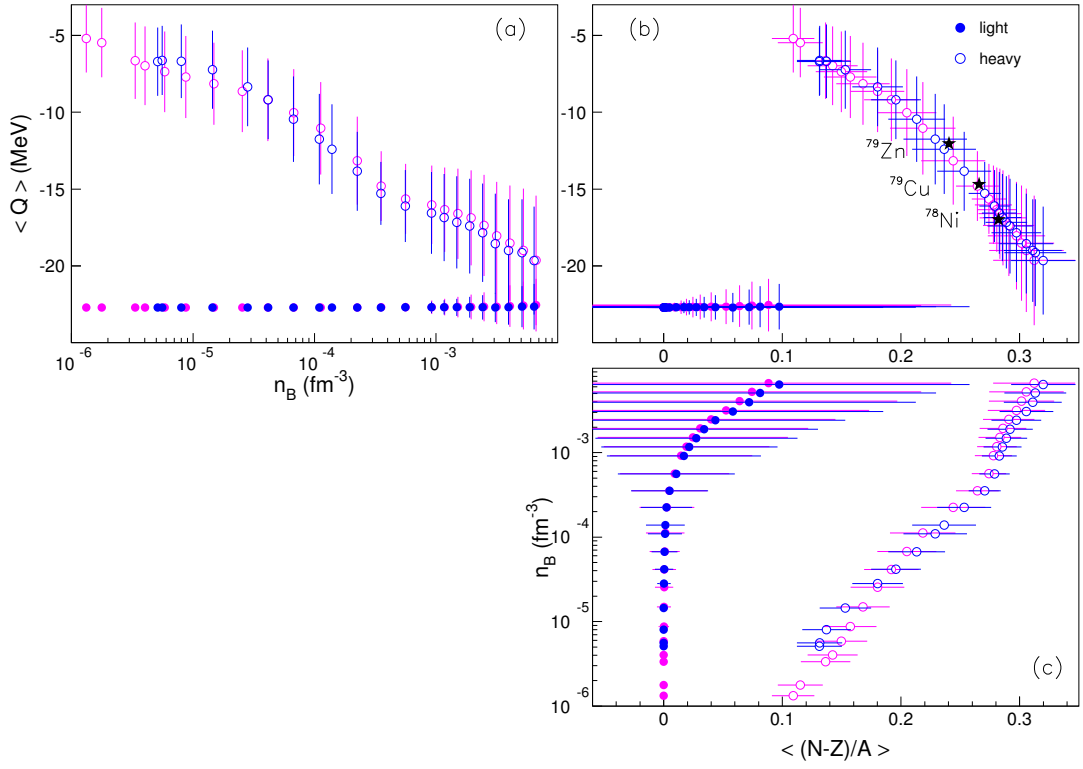 (a)
-5
-10
-15
-20
< Q > (MeV)
10⁻⁶
10⁻⁵
10⁻⁴
10⁻³
n_B (fm⁻³)
(b)
light
heavy
-5
-10
-15
-20
⁷⁹Zn
⁷⁹Cu
⁷⁸Ni
0
0.1
0.2
0.3
10⁻³
10⁻⁴
10⁻⁵
10⁻⁶
n_B (fm⁻³)
(c)
0
0.1
0.2
0.3
< (N-Z)/A >